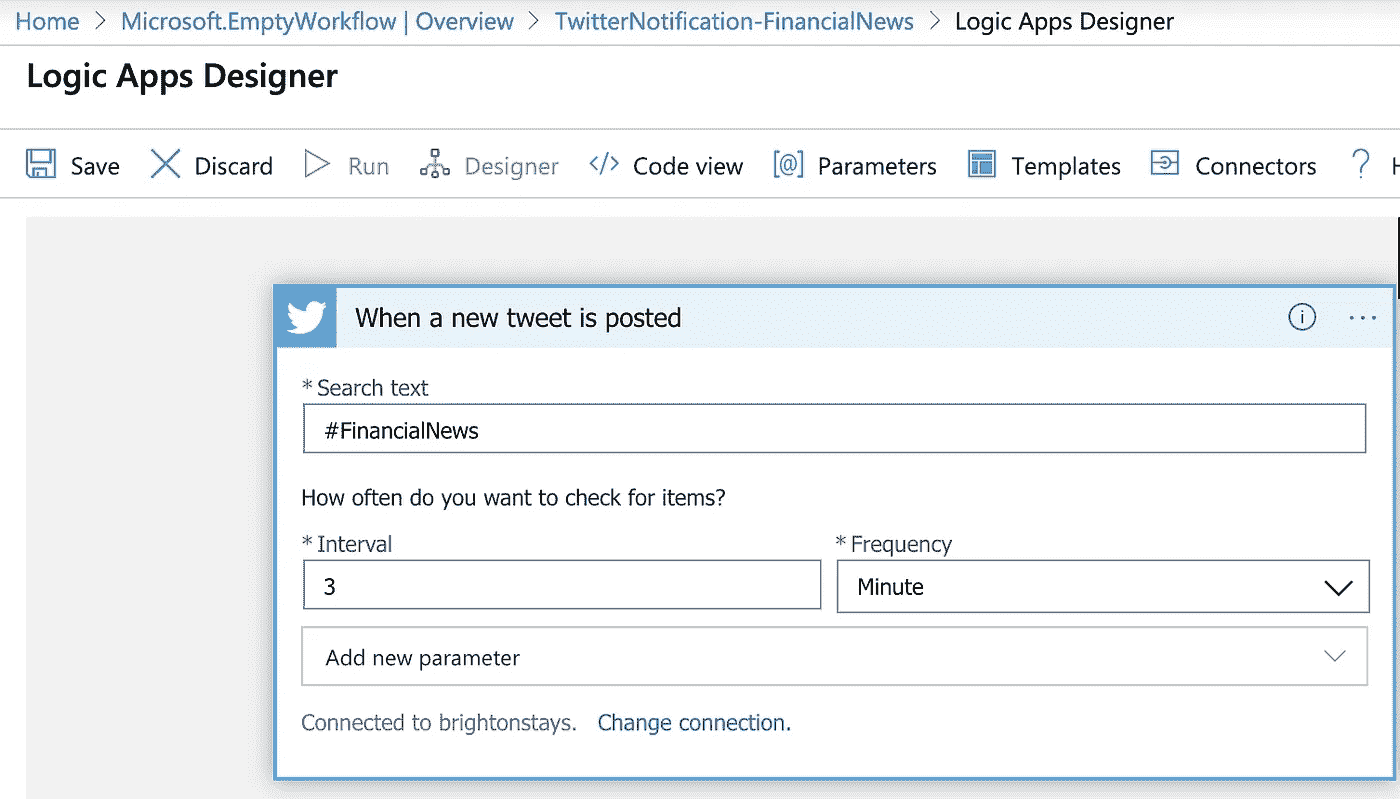 Home > Microsoft.EmptyWorkflow | Overview > TwitterNotification-FinancialNews > Logic Apps Designer
Logic Apps Designer
Save Discard Run Designer </> Code view [@] Parameters Templates Connectors ? H
When a new tweet is posted
* Search text
#FinancialNews
How often do you want to check for items?
* Interval * Frequency
3 Minute
Add new parameter
Connected to brightonstays. Change connection.